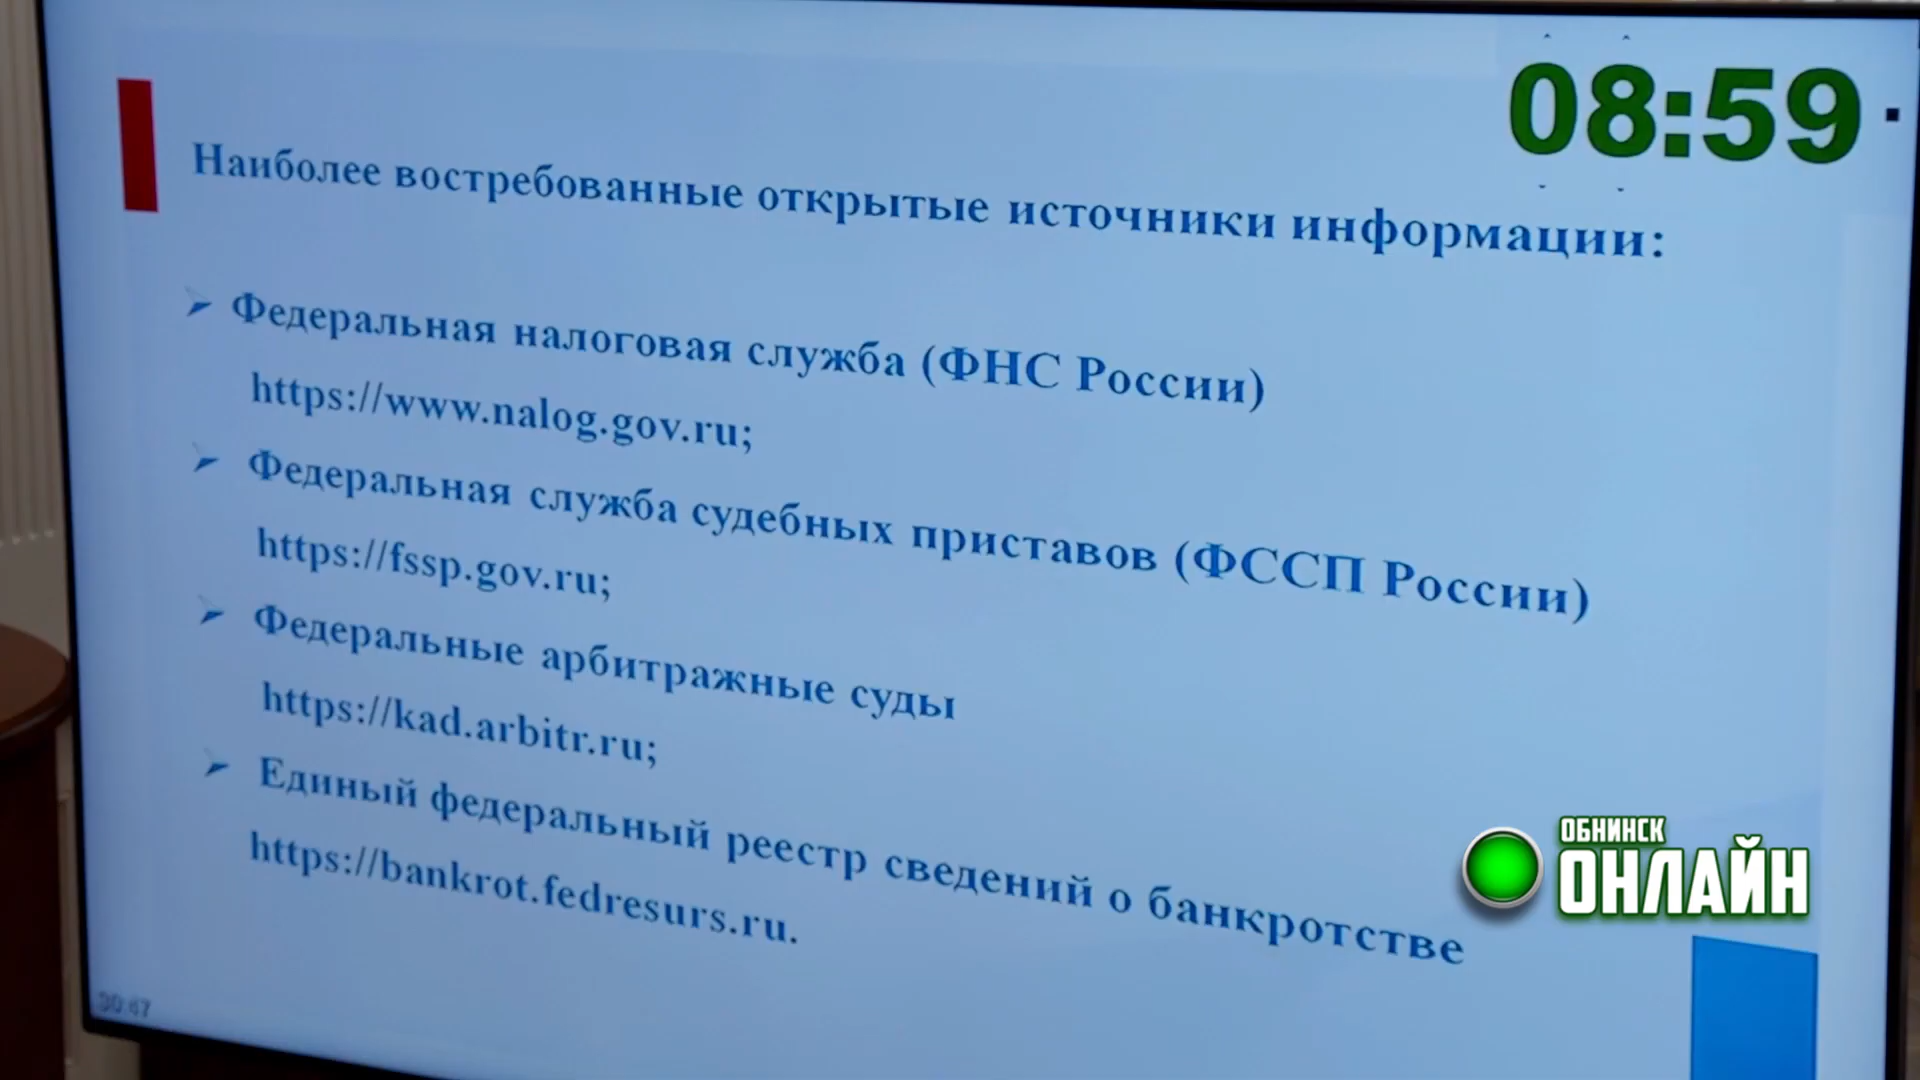 08:59
Наиболее востребованные открытые источники информации:
Федеральная налоговая служба (ФНС России)
https://www.nalog.gov.ru;
Федеральная служба судебных приставов (ФССП России)
https://fssp.gov.ru;
Федеральные арбитражные суды
https://kad.arbitr.ru;
Единый федеральный реестр сведений о банкротстве
https://bankrot.fedresurs.ru.
ОБНИНСК
ОНЛАЙН